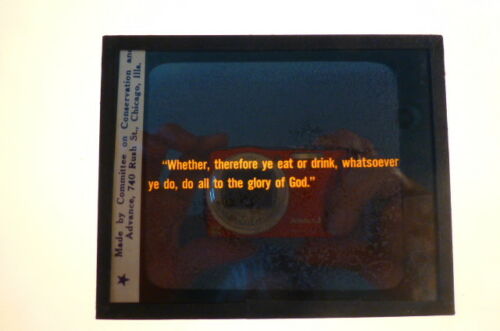 Made by Committee on Conservation and
Advance, 740 Rush St., Chicago, Ills.
"Whether, therefore ye eat or drink, whatsoever
ye do, do all to the glory of God."